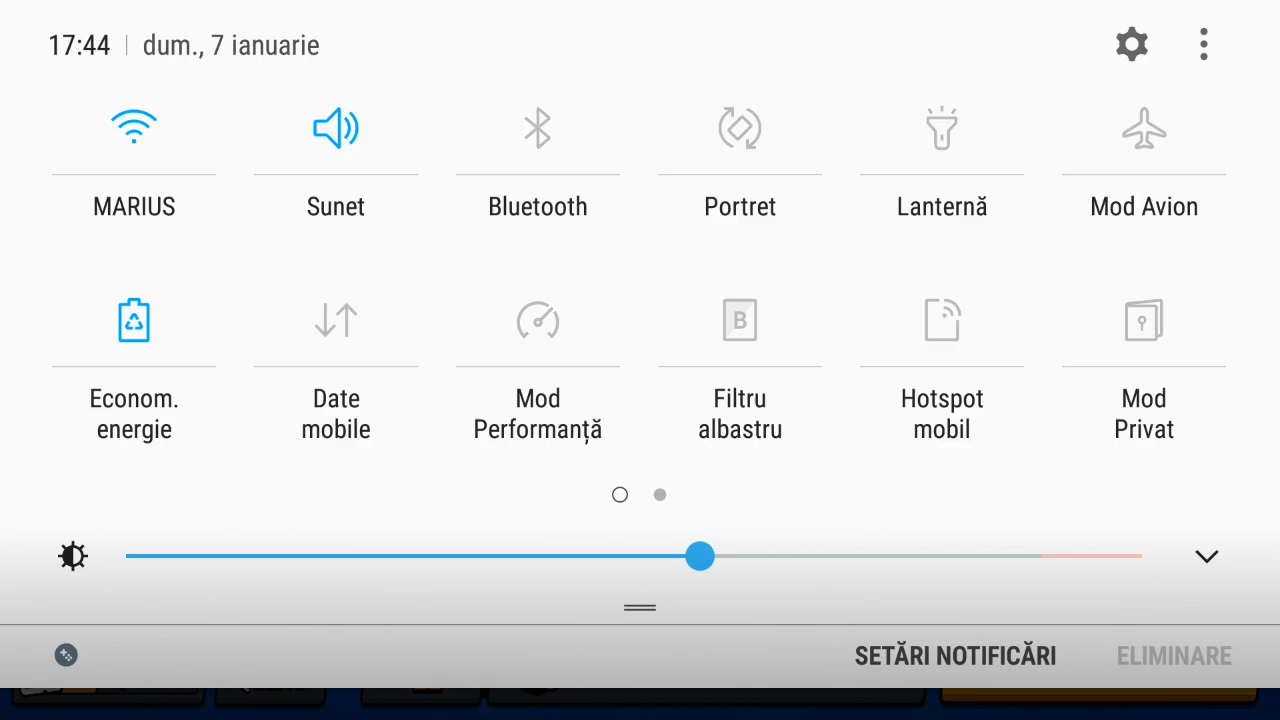 17:44 | dum., 7 ianuarie
MARIUS
Sunet
Bluetooth
Portret
Lanternă
Mod Avion
Econom.
energie
Date
mobile
Mod
Performanță
B
Filtru
albastru
Hotspot
mobil
Mod
Privat
SETĂRI NOTIFICĂRI
ELIMINARE